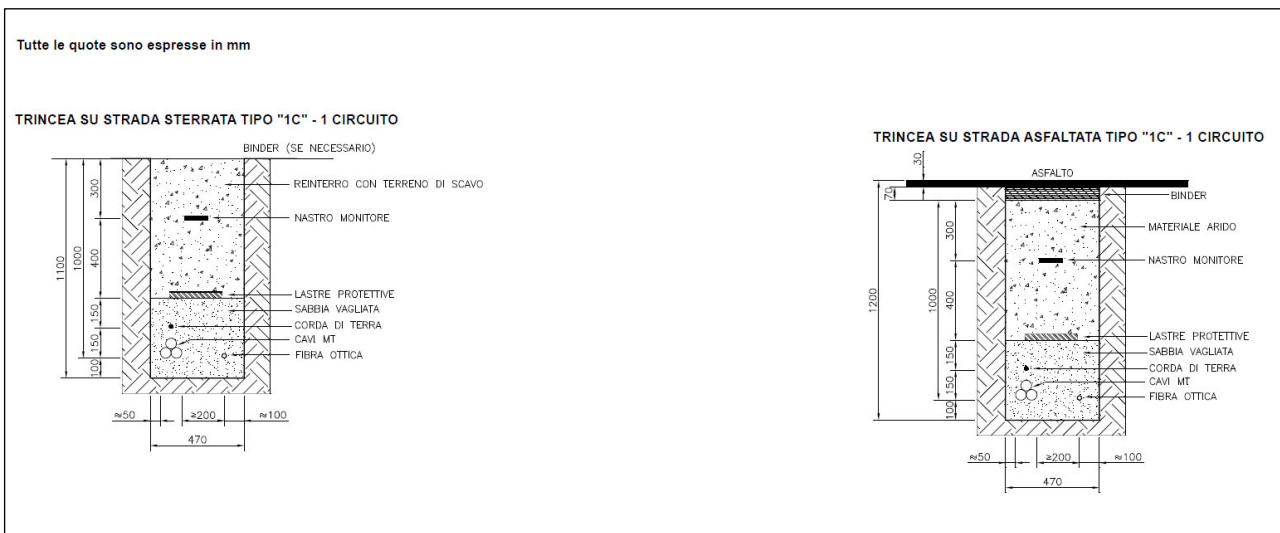 Tutte le quote sono espresse in mm
TRINCEA SU STRADA STERRATA TIPO "1C" - 1 CIRCUITO
BINDER (SE NECESSARIO)
REINTERRO CON TERRENO DI SCAVO
NASTRO MONITORE
LASTRE PROTETTIVE
SABBIA VAGLIATA
CORDA DI TERRA
CAVI MT
FIBRA OTTICA
1100
1000
300
400
150
150
100
≈50
≥200
≈100
470
TRINCEA SU STRADA ASFALTATA TIPO "1C" - 1 CIRCUITO
30
ASFALTO
70
BINDER
MATERIALE ARIDO
NASTRO MONITORE
LASTRE PROTETTIVE
SABBIA VAGLIATA
CORDA DI TERRA
CAVI MT
FIBRA OTTICA
1200
1000
300
400
150
150
100
≈50
≥200
≈100
470